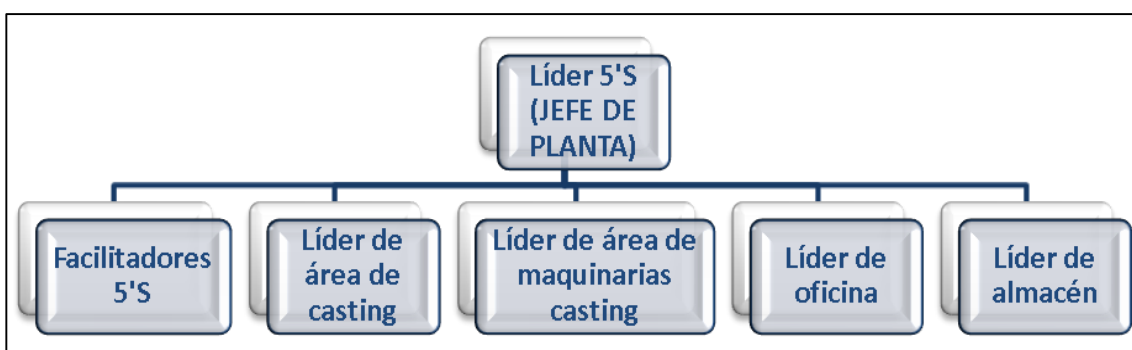 Líder 5'S
(JEFE DE
PLANTA)
Facilitadores
5'S
Líder de
área de
casting
Líder de área de
maquinarias
casting
Líder de
oficina
Líder de
almacén